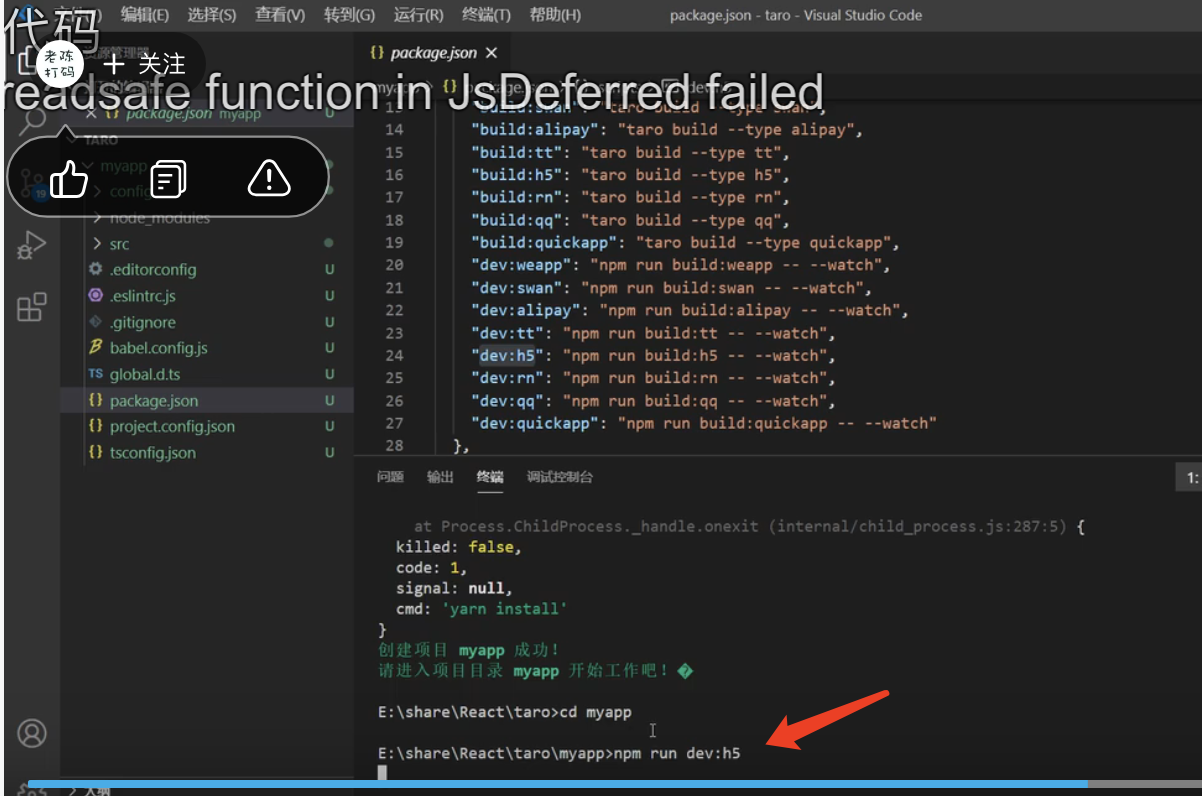 编辑(E) 选择(S) 查看(V) 转到(G) 运行(R) 终端(T) 帮助(H) package.json - taro - Visual Studio Code
代码
老陈
打码
+ 关注
{} package.json ×
readsafe function in JsDeferred failed
× {} package.json myapp U
TARO
myapp
config
node_modules
src
.editorconfig U
.eslintrc.js U
.gitignore U
babel.config.js U
TS global.d.ts U
{} package.json U
{} project.config.json U
{} tsconfig.json U
19
13 "build:swan": "taro build --type swan",
14 "build:alipay": "taro build --type alipay",
15 "build:tt": "taro build --type tt",
16 "build:h5": "taro build --type h5",
17 "build:rn": "taro build --type rn",
18 "build:qq": "taro build --type qq",
19 "build:quickapp": "taro build --type quickapp",
20 "dev:weapp": "npm run build:weapp -- --watch",
21 "dev:swan": "npm run build:swan -- --watch",
22 "dev:alipay": "npm run build:alipay -- --watch",
23 "dev:tt": "npm run build:tt -- --watch",
24 "dev:h5": "npm run build:h5 -- --watch",
25 "dev:rn": "npm run build:rn -- --watch",
26 "dev:qq": "npm run build:qq -- --watch",
27 "dev:quickapp": "npm run build:quickapp -- --watch"
28 },
问题 输出 终端 调试控制台 1:
at Process.ChildProcess._handle.onexit (internal/child_process.js:287:5) {
killed: false,
code: 1,
signal: null,
cmd: 'yarn install'
}
创建项目 myapp 成功!
请进入项目目录 myapp 开始工作吧! �
E:\share\React\taro>cd myapp
E:\share\React\taro\myapp>npm run dev:h5
大纲